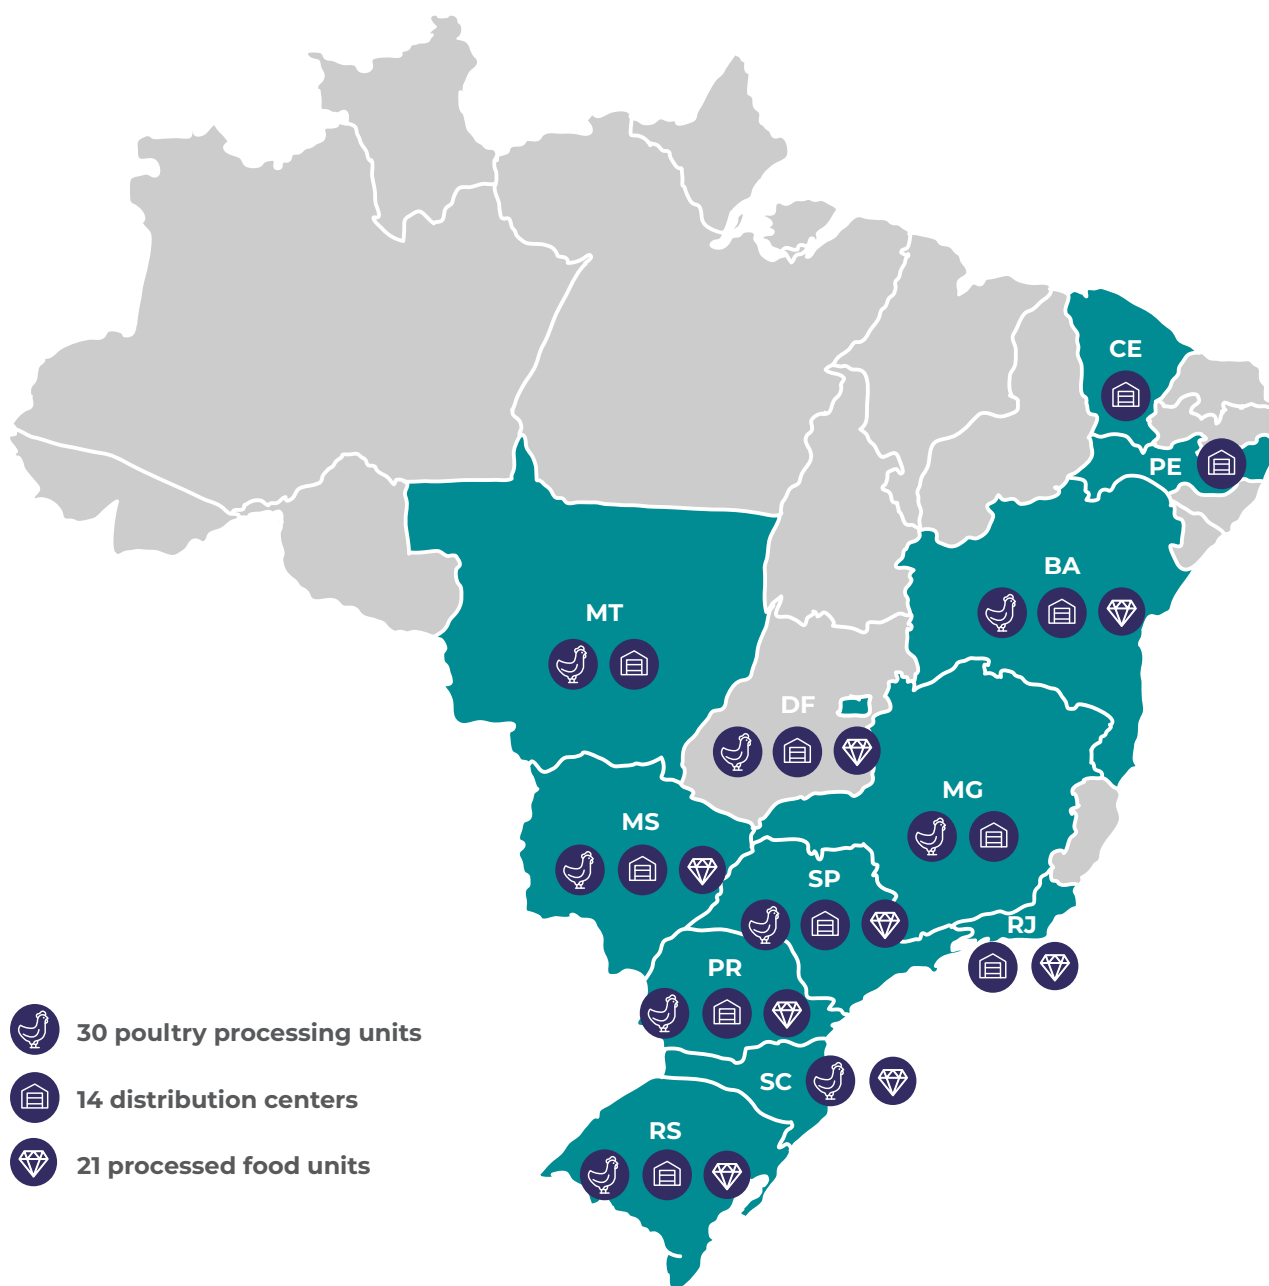 CE
PE
BA
MT
DF
MG
MS
SP
RJ
PR
SC
RS
30 poultry processing units
14 distribution centers
21 processed food units